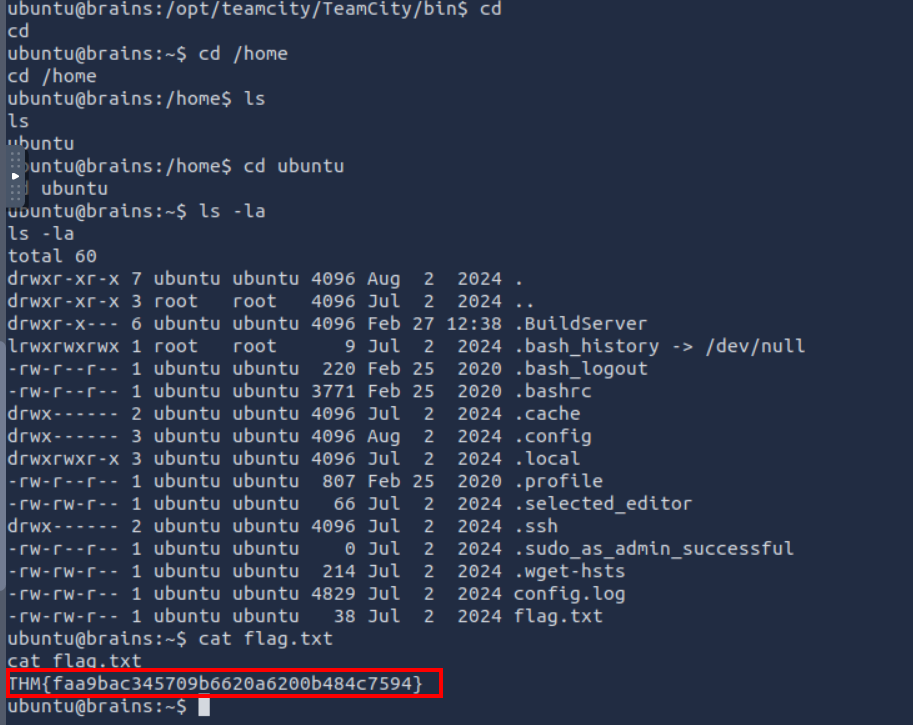 ubuntu@brains:/opt/teamcity/TeamCity/bin$ cd
cd
ubuntu@brains:~$ cd /home
cd /home
ubuntu@brains:/home$ ls
ls
ubuntu
untu@brains:/home$ cd ubuntu
ubuntu
ubuntu@brains:~$ ls -la
ls -la
total 60
drwxr-xr-x 7 ubuntu ubuntu 4096 Aug  2  2024 .
drwxr-xr-x 3 root   root   4096 Jul  2  2024 ..
drwxr-x--- 6 ubuntu ubuntu 4096 Feb 27 12:38 .BuildServer
lrwxrwxrwx 1 root   root      9 Jul  2  2024 .bash_history -> /dev/null
-rw-r--r-- 1 ubuntu ubuntu  220 Feb 25  2020 .bash_logout
-rw-r--r-- 1 ubuntu ubuntu 3771 Feb 25  2020 .bashrc
drwx------ 2 ubuntu ubuntu 4096 Jul  2  2024 .cache
drwx------ 3 ubuntu ubuntu 4096 Aug  2  2024 .config
drwxrwxr-x 3 ubuntu ubuntu 4096 Jul  2  2024 .local
-rw-r--r-- 1 ubuntu ubuntu  807 Feb 25  2020 .profile
-rw-rw-r-- 1 ubuntu ubuntu   66 Jul  2  2024 .selected_editor
drwx------ 2 ubuntu ubuntu 4096 Jul  2  2024 .ssh
-rw-r--r-- 1 ubuntu ubuntu    0 Jul  2  2024 .sudo_as_admin_successful
-rw-rw-r-- 1 ubuntu ubuntu  214 Jul  2  2024 .wget-hsts
-rw-rw-r-- 1 ubuntu ubuntu 4829 Jul  2  2024 config.log
-rw-rw-r-- 1 ubuntu ubuntu   38 Jul  2  2024 flag.txt
ubuntu@brains:~$ cat flag.txt
cat flag.txt
THM{faa9bac345709b6620a6200b484c7594}
ubuntu@brains:~$